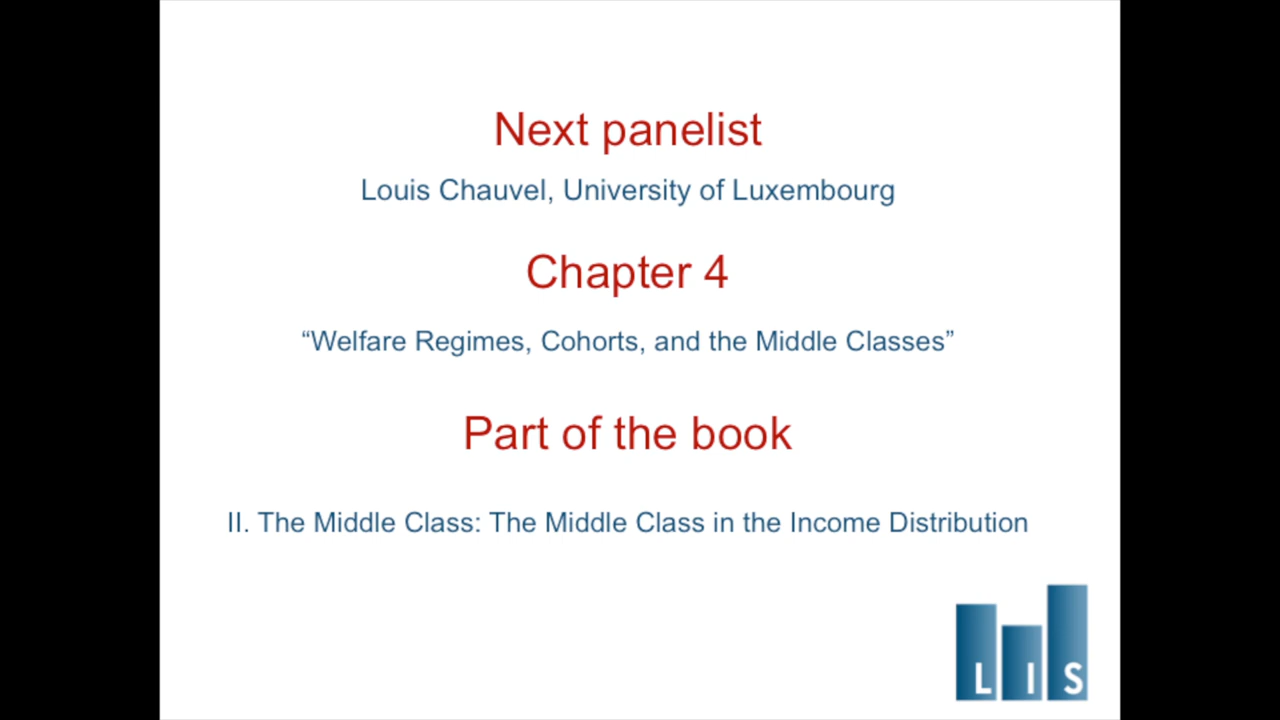 Next panelist
Louis Chauvel, University of Luxembourg
Chapter 4
“Welfare Regimes, Cohorts, and the Middle Classes”
Part of the book
II. The Middle Class: The Middle Class in the Income Distribution
LIS